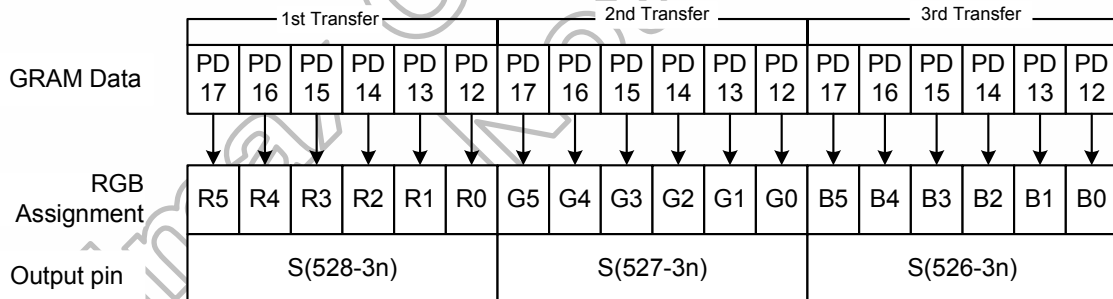 1st Transfer 2nd Transfer 3rd Transfer
GRAM Data PD 17 PD 16 PD 15 PD 14 PD 13 PD 12 PD 17 PD 16 PD 15 PD 14 PD 13 PD 12 PD 17 PD 16 PD 15 PD 14 PD 13 PD 12
RGB Assignment R5 R4 R3 R2 R1 R0 G5 G4 G3 G2 G1 G0 B5 B4 B3 B2 B1 B0
Output pin S(528-3n) S(527-3n) S(526-3n)